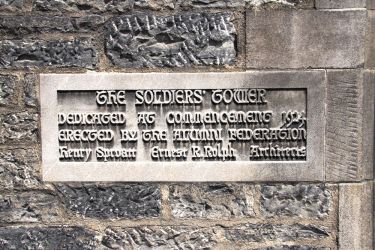 THE SOLDIERS' TOWER
DEDICATED AT COMMENCEMENT 1924
ERECTED BY THE ALUMNI FEDERATION
Henry Sproatt Ernest R. Rolph Architects